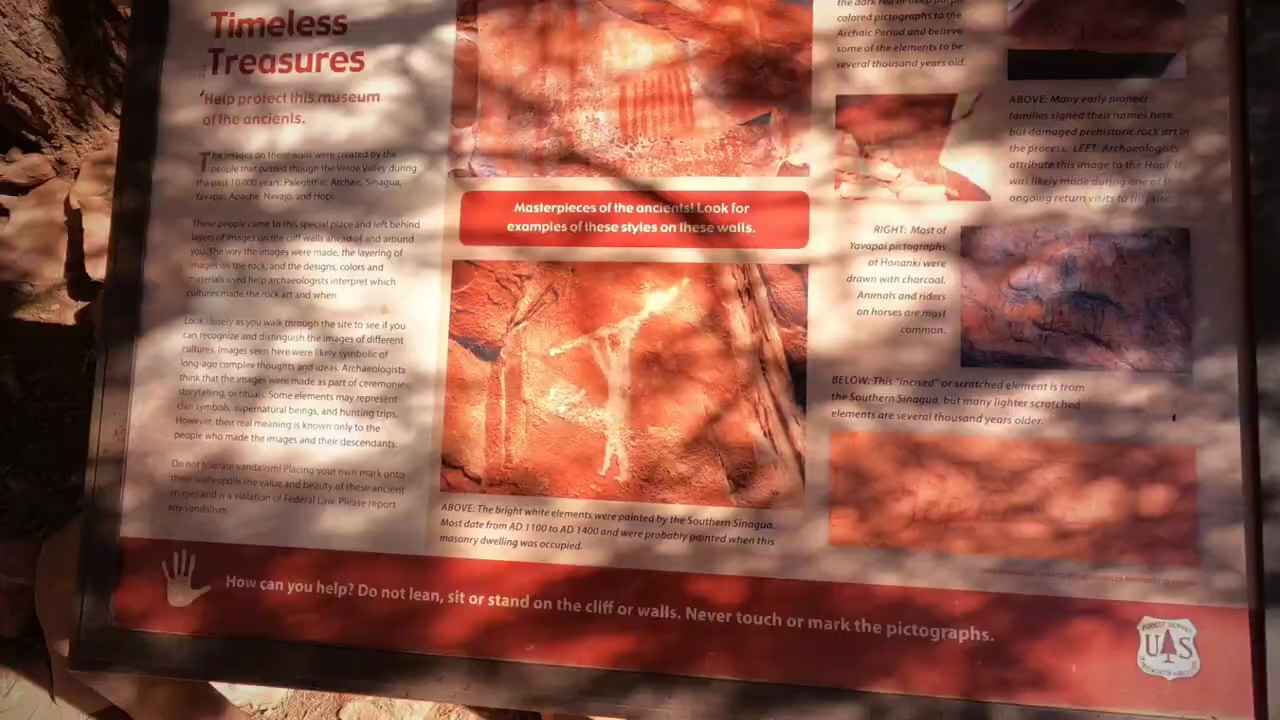 Timeless
Treasures
Help protect this museum
of the ancients.
The images on these walls were created by the
people that passed though the Verde Valley during
the past 10,000 years: Paleolithic, Archaic, Sinagua,
Yavapai, Apache, Navajo, and Hopi.
These people came to this special place and left behind
layers of images on the cliff walls ahead of and around
you. The way the images were made, the layering of
images on the rock, and the designs, colors and
materials used help archaeologists interpret which
cultures made the rock art and when.
Look closely as you walk through the site to see if you
can recognize and distinguish the images of different
cultures. Images seen here were likely symbolic of
long-ago complex thoughts and ideas. Archaeologists
think that the images were made as part of ceremonies,
storytelling, or rituals. Some elements may represent
clan symbols, supernatural beings, and hunting trips.
However, their real meaning is known only to the
people who made the images and their descendants.
Do not tolerate vandalism! Placing your own mark onto
these walls spoils the value and beauty of these ancient
images and is a violation of Federal Law. Please report
any vandalism.
Masterpieces of the ancients! Look for
examples of these styles on these walls.
ABOVE: The bright white elements were painted by the Southern Sinagua.
Most date from AD 1100 to AD 1400 and were probably painted when this
masonry dwelling was occupied.
the dark red or deep purple
colored pictographs to the
Archaic Period and believe
some of the elements to be
several thousand years old.
ABOVE: Many early pioneer
families signed their names here
but damaged prehistoric rock art in
the process. LEFT: Archaeologists
attribute this image to the Hopi. It
was likely made during one of the
ongoing return visits to this site.
RIGHT: Most of
Yavapai pictographs
at Honanki were
drawn with charcoal.
Animals and riders
on horses are most
common.
BELOW: This "incised" or scratched element is from
the Southern Sinagua, but many lighter scratched
elements are several thousand years older.
How can you help? Do not lean, sit or stand on the cliff or walls. Never touch or mark the pictographs.
FOREST SERVICE
U S